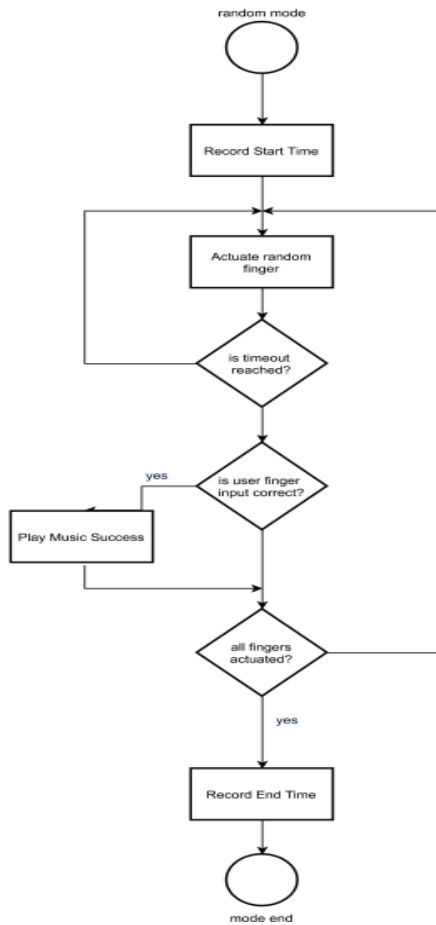 random mode
Record Start Time
Actuate random
finger
is timeout
reached?
is user finger
input correct?
yes
Play Music Success
all fingers
actuated?
yes
Record End Time
mode end